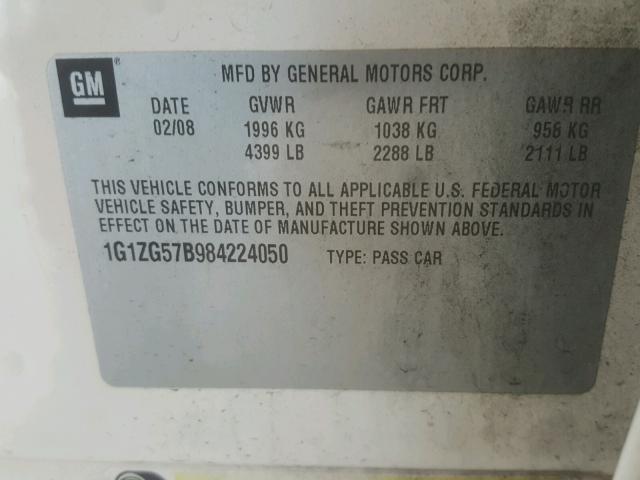 GM
MFD BY GENERAL MOTORS CORP.
DATE GVWR GAWR FRT GAWR RR
02/08 1996 KG 1038 KG 958 KG
4399 LB 2288 LB 2111 LB
THIS VEHICLE CONFORMS TO ALL APPLICABLE U.S. FEDERAL MOTOR
VEHICLE SAFETY, BUMPER, AND THEFT PREVENTION STANDARDS IN
EFFECT ON THE DATE OF MANUFACTURE SHOWN ABOVE.
1G1ZG57B984224050 TYPE: PASS CAR